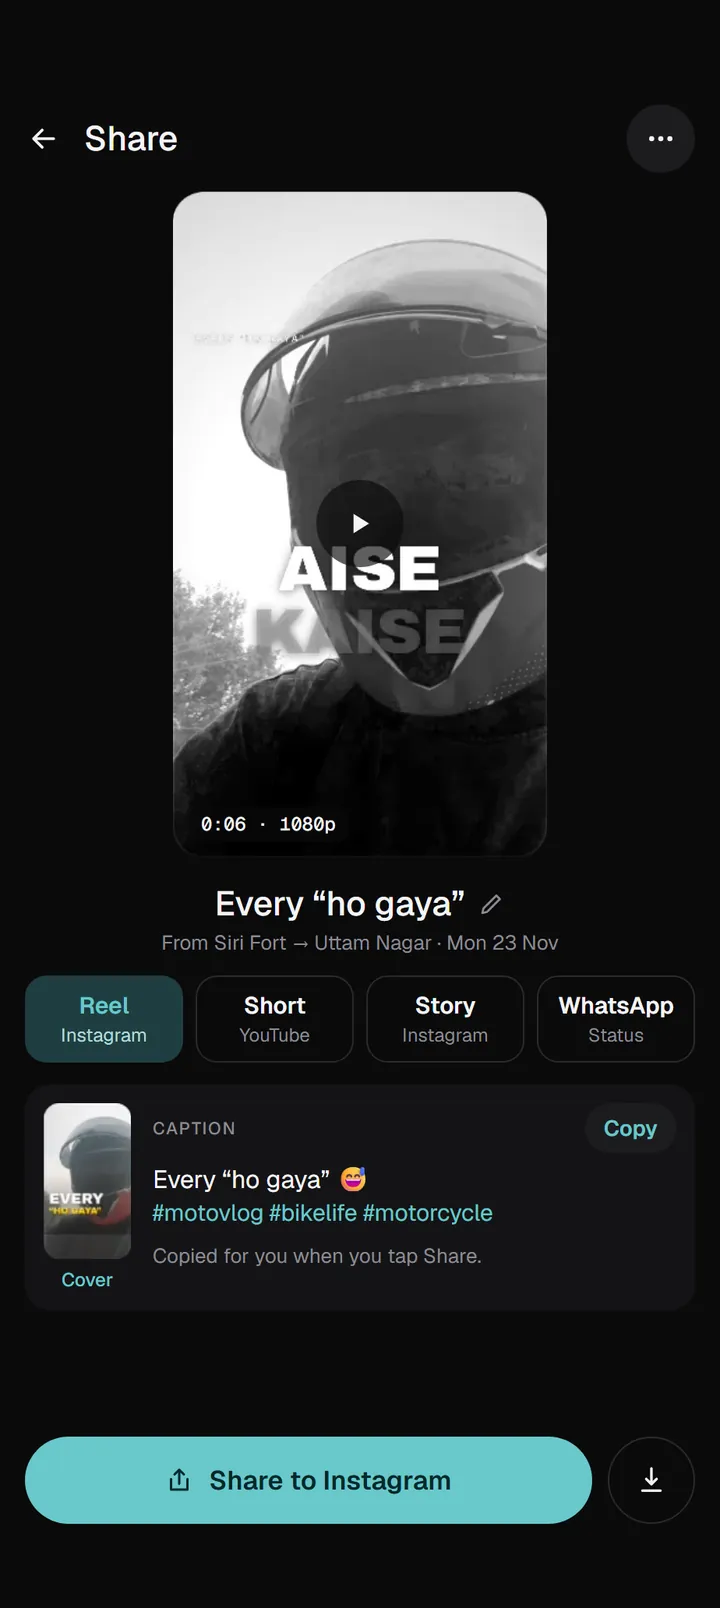 Share
AISE
KAISE
0:06 · 1080p
Every “ho gaya”
From Siri Fort → Uttam Nagar · Mon 23 Nov
Reel
Instagram
Short
YouTube
Story
Instagram
WhatsApp
Status
EVERY
“HO GAYA”
Cover
CAPTION
Copy
Every “ho gaya” 😅
#motovlog #bikelife #motorcycle
Copied for you when you tap Share.
Share to Instagram